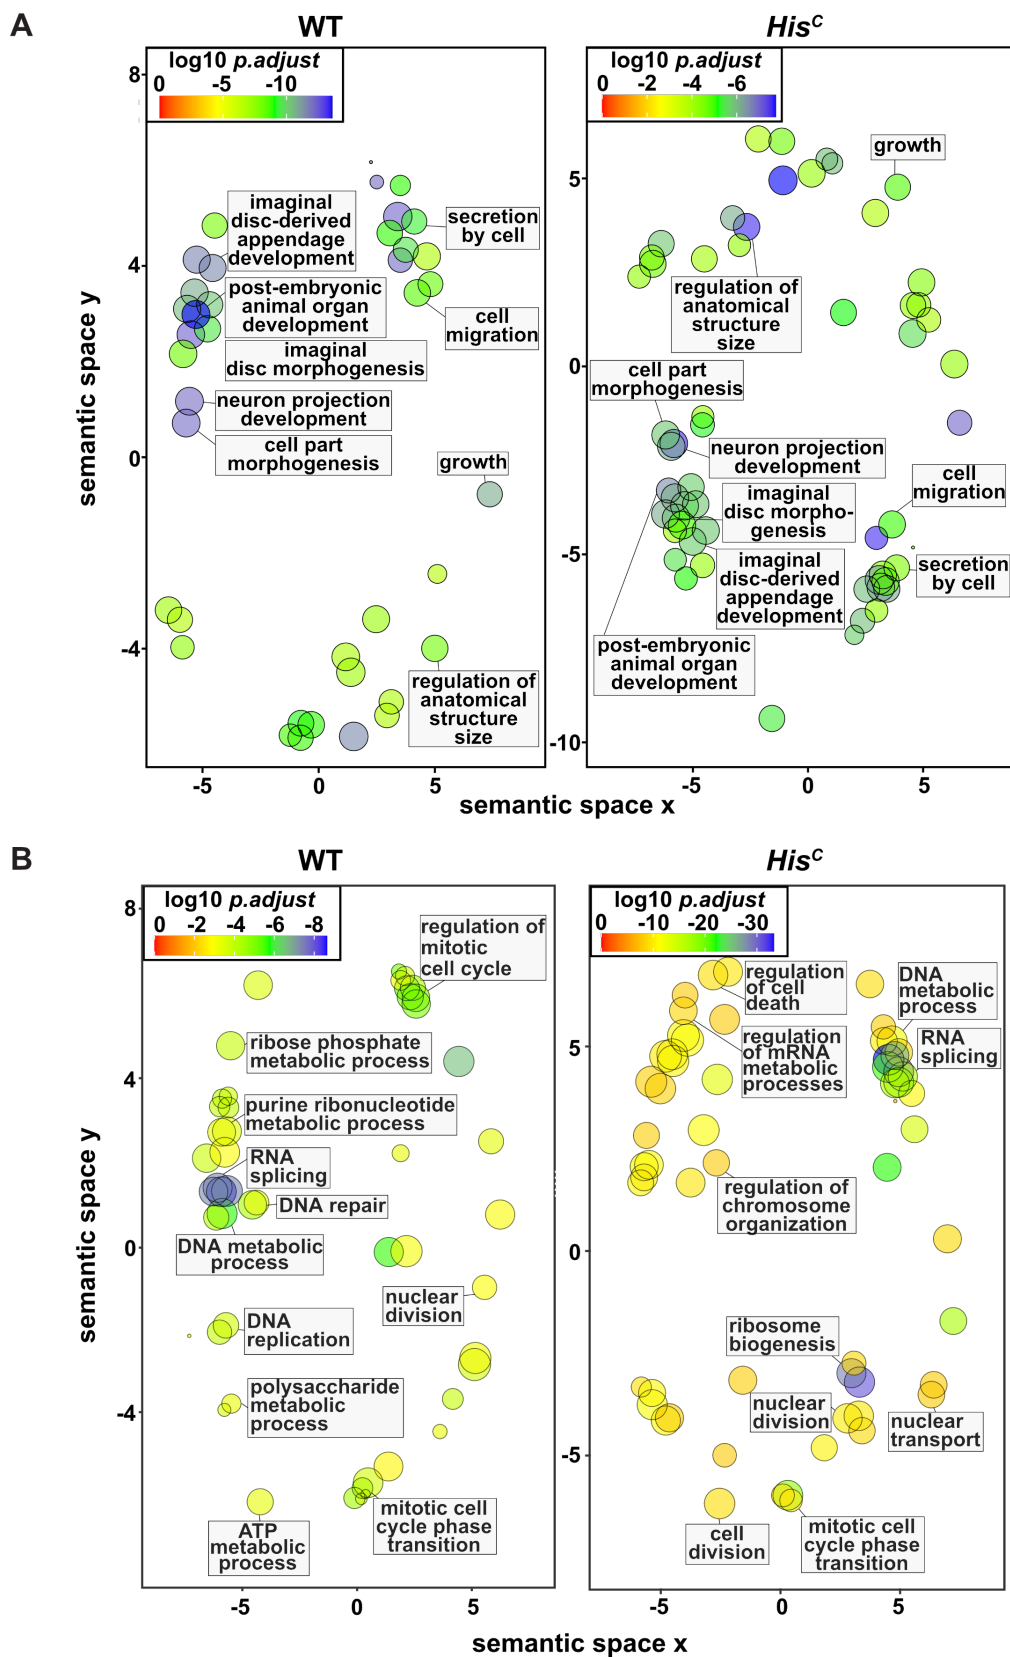 A
WT
His^C
log10 p.adjust
0 -5 -10
log10 p.adjust
0 -2 -4 -6
8
4
0
-4
semantic space y
imaginal
disc-derived
appendage
development
post-embryonic
animal organ
development
imaginal
disc morphogenesis
neuron projection
development
cell part
morphogenesis
secretion
by cell
cell
migration
growth
regulation of
anatomical
structure
size
-5 0 5
5
0
-5
-10
growth
regulation of
anatomical
structure
size
cell part
morphogenesis
neuron projection
development
imaginal
disc morpho-
genesis
imaginal
disc-derived
appendage
development
post-embryonic
animal organ
development
cell
migration
secretion
by cell
-5 0 5
semantic space x
B
WT
His^C
log10 p.adjust
0 -2 -4 -6 -8
log10 p.adjust
0 -10 -20 -30
8
4
0
-4
semantic space y
regulation of
mitotic
cell cycle
ribose phosphate
metabolic process
purine ribonucleotide
metabolic process
RNA
splicing
DNA repair
DNA metabolic
process
nuclear
division
DNA
replication
polysaccharide
metabolic
process
ATP
metabolic
process
mitotic cell
cycle phase
transition
-5 0 5
5
0
-5
regulation
of cell
death
DNA
metabolic
process
regulation
of mRNA
metabolic
processes
RNA
splicing
regulation of
chromosome
organization
ribosome
biogenesis
nuclear
division
nuclear
transport
cell
division
mitotic cell
cycle phase
transition
-5 0 5
semantic space x